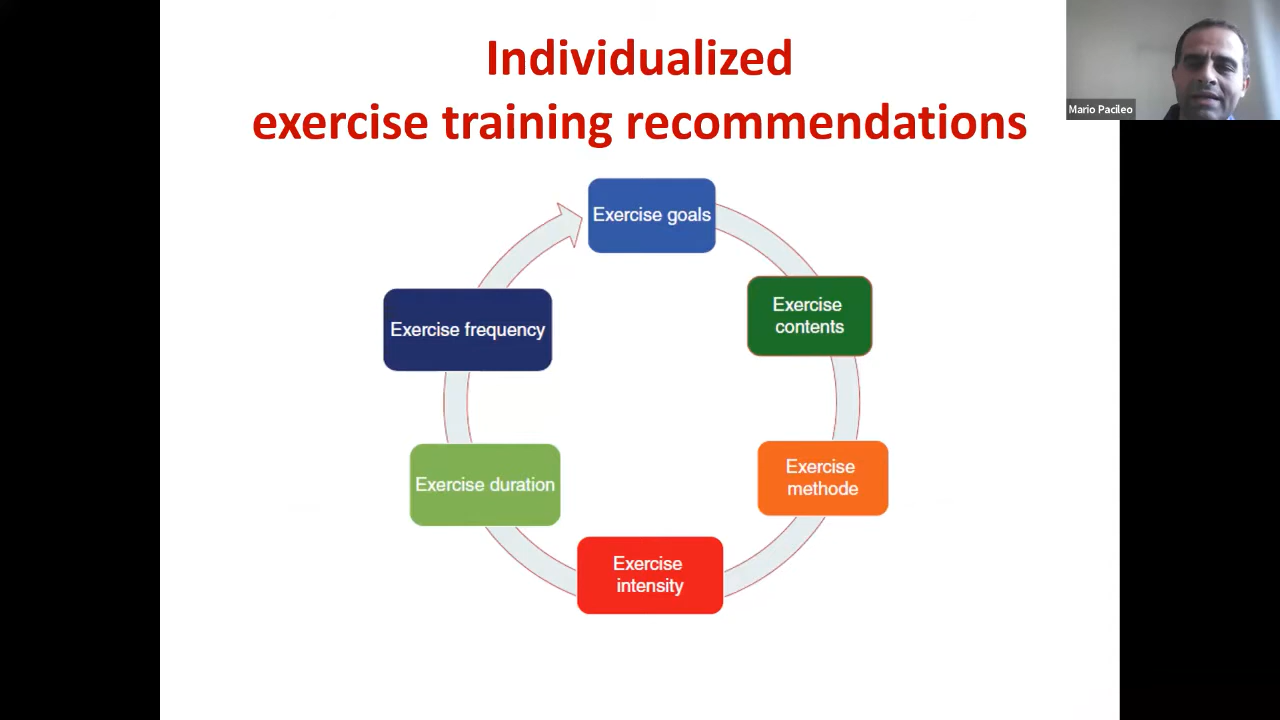 Individualized
exercise training recommendations
Mario Pacileo
Exercise goals
Exercise
contents
Exercise
methode
Exercise
intensity
Exercise duration
Exercise frequency